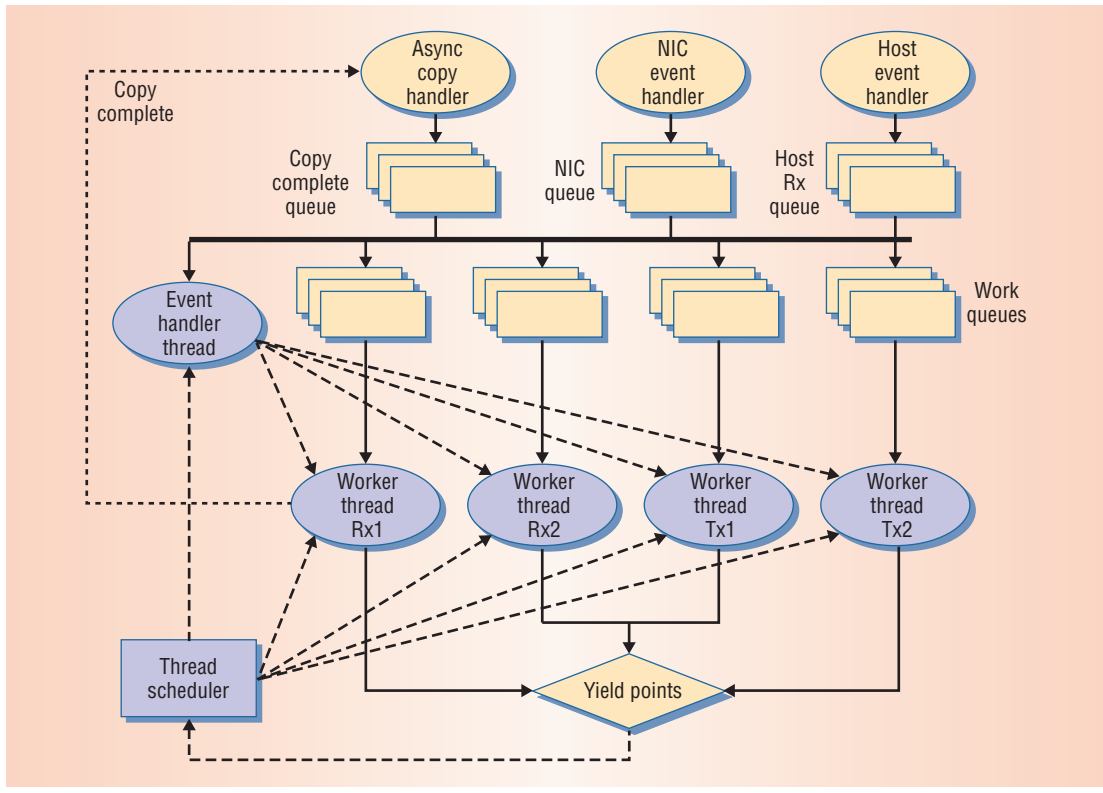 Async
copy
handler
NIC
event
handler
Host
event
handler
Copy
complete
Copy
complete
queue
NIC
queue
Host
Rx
queue
Event
handler
thread
Work
queues
Worker
thread
Rx1
Worker
thread
Rx2
Worker
thread
Tx1
Worker
thread
Tx2
Thread
scheduler
Yield points